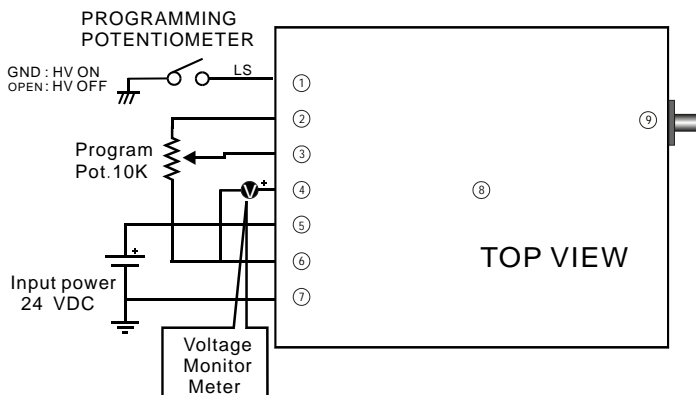 PROGRAMMING
POTENTIOMETER
GND : HV ON
OPEN : HV OFF
LS
1
2
3
4
5
6
7
8
9
Program
Pot.10K
V
+
+
Input power
24 VDC
TOP VIEW
Voltage
Monitor
Meter